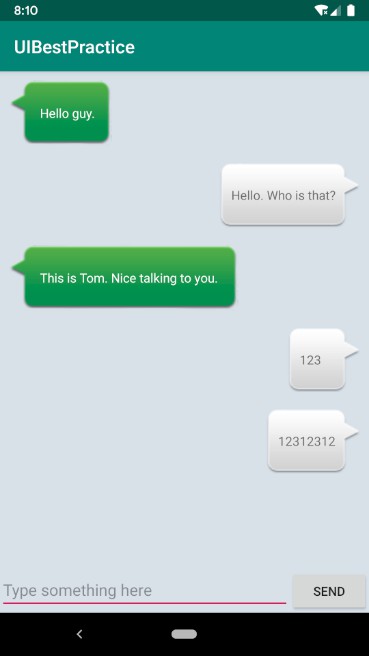 8:10
UIBestPractice
Hello guy.
Hello. Who is that?
This is Tom. Nice talking to you.
123
12312312
Type something here
SEND